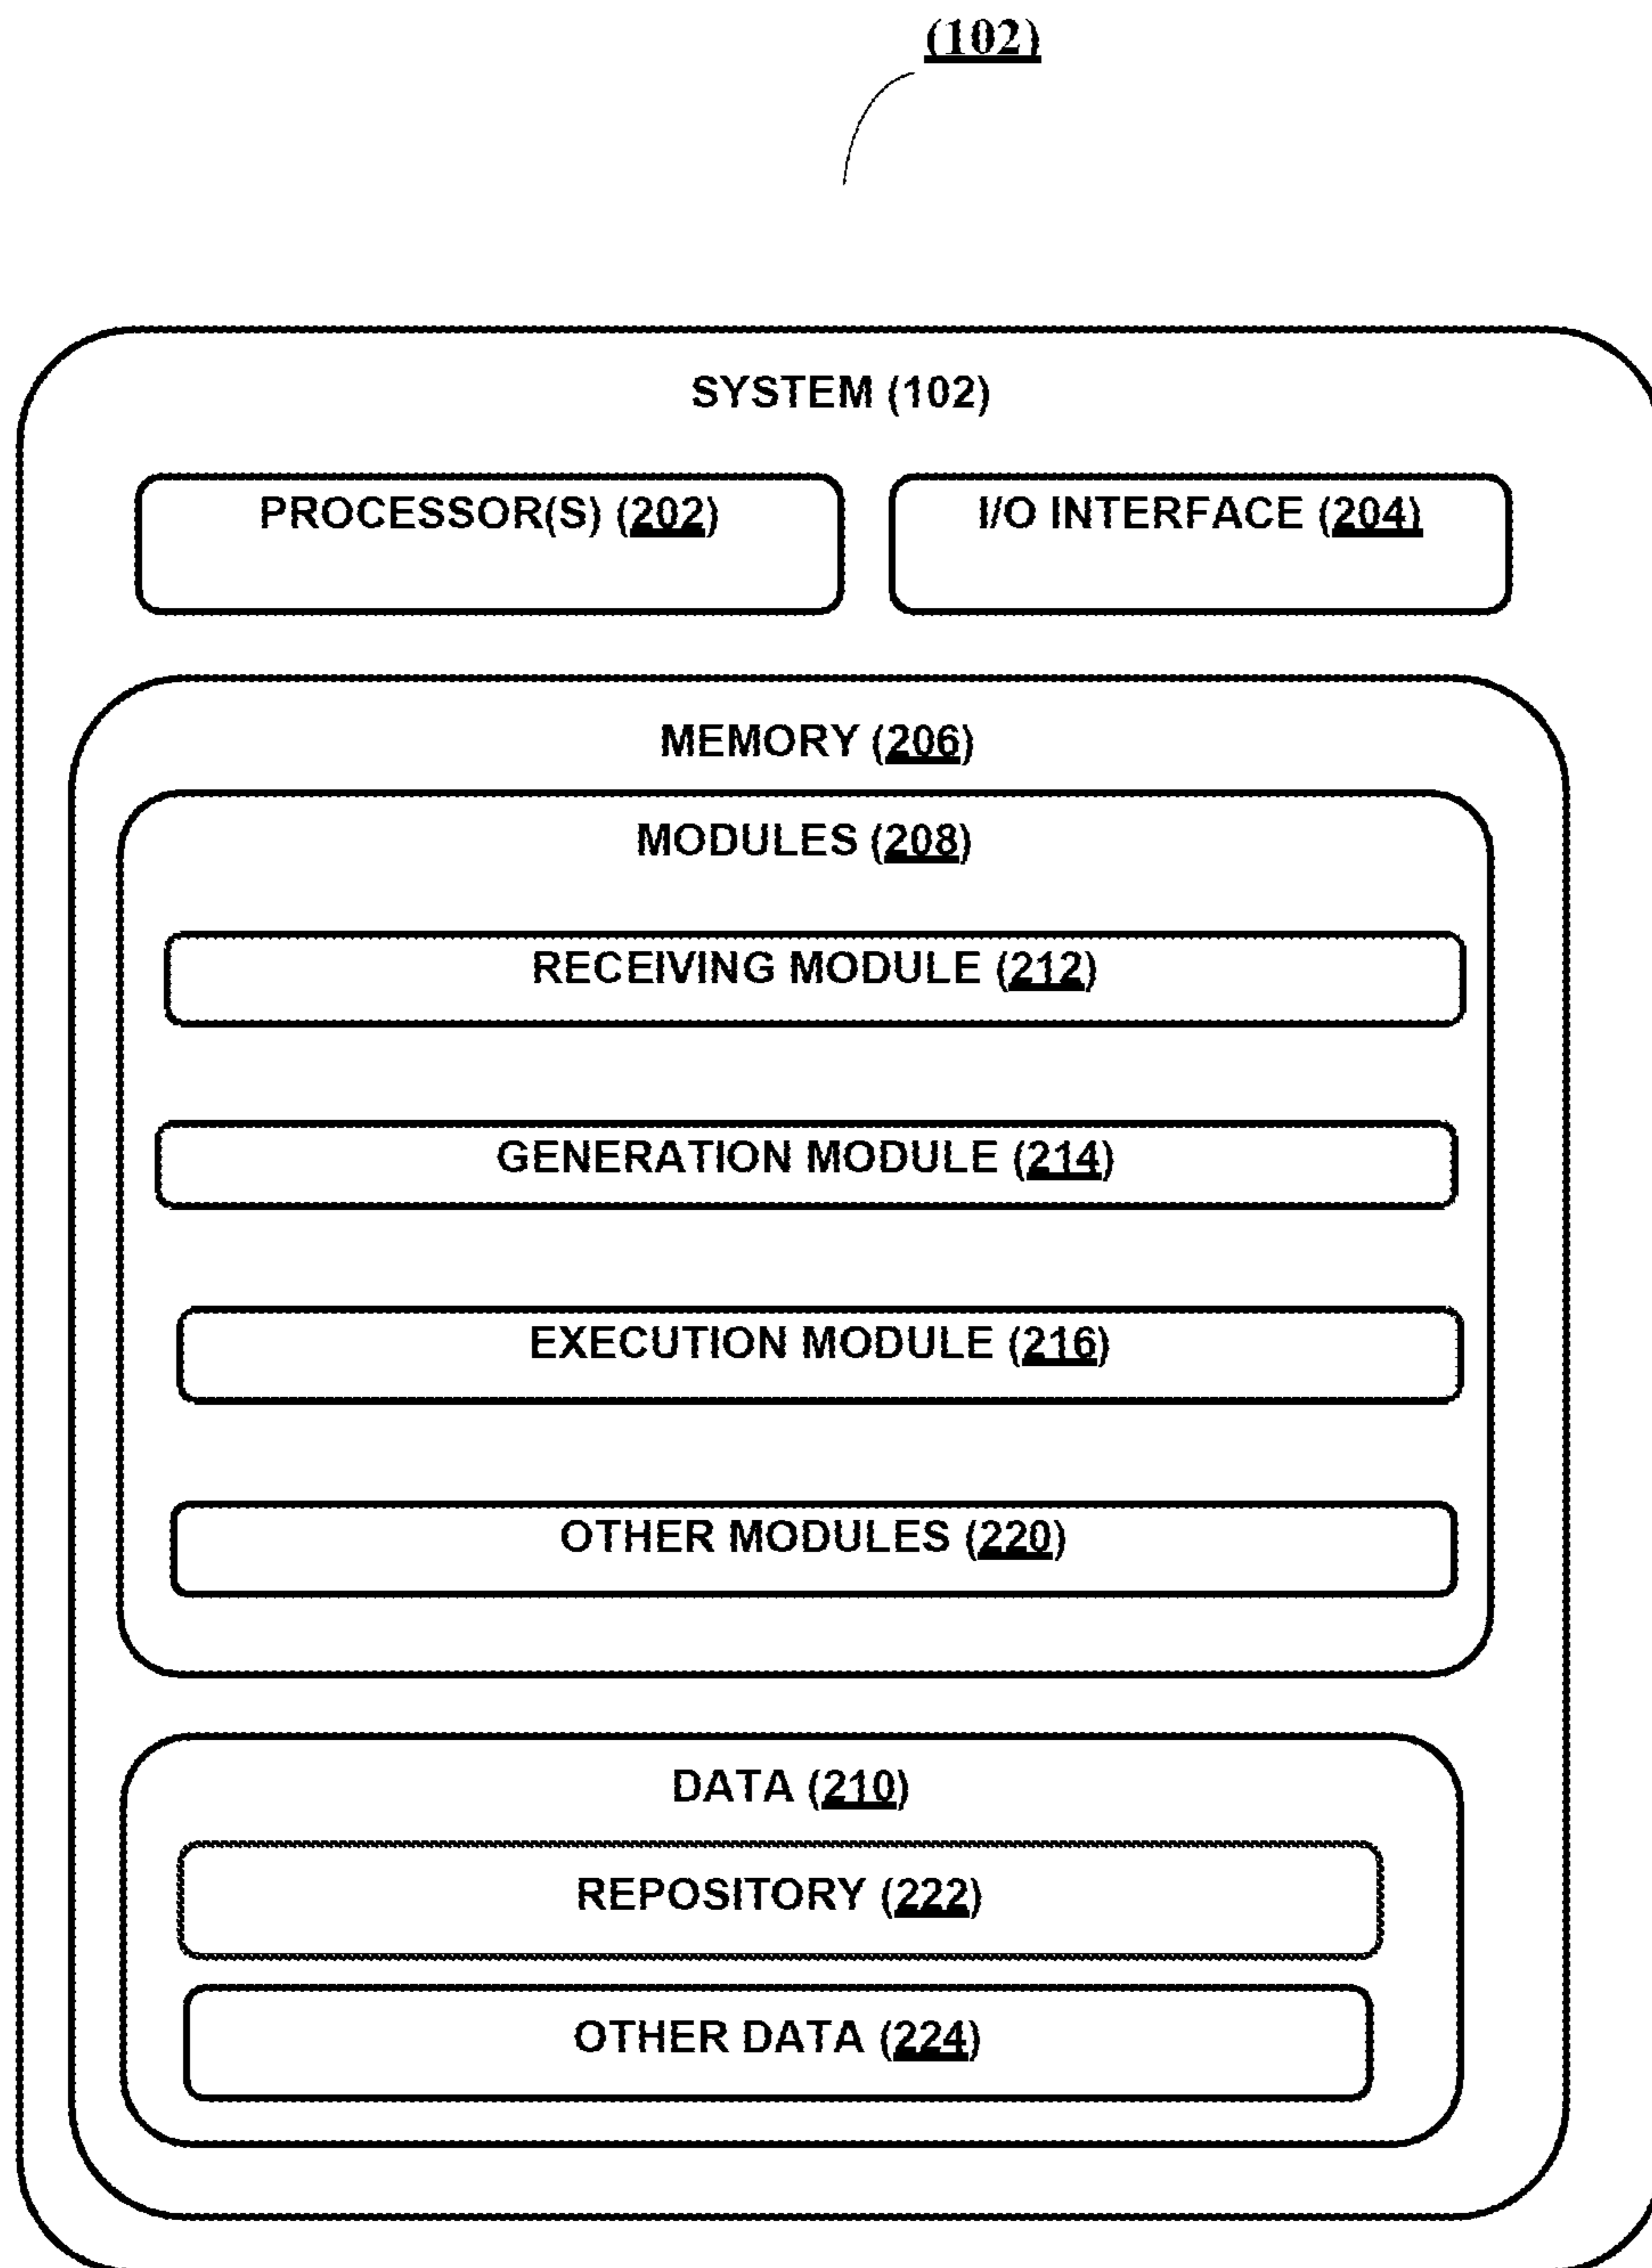 (102)
SYSTEM (102)
PROCESSOR(S) (202)
I/O INTERFACE (204)
MEMORY (206)
MODULES (208)
RECEIVING MODULE (212)
GENERATION MODULE (214)
EXECUTION MODULE (216)
OTHER MODULES (220)
DATA (210)
REPOSITORY (222)
OTHER DATA (224)